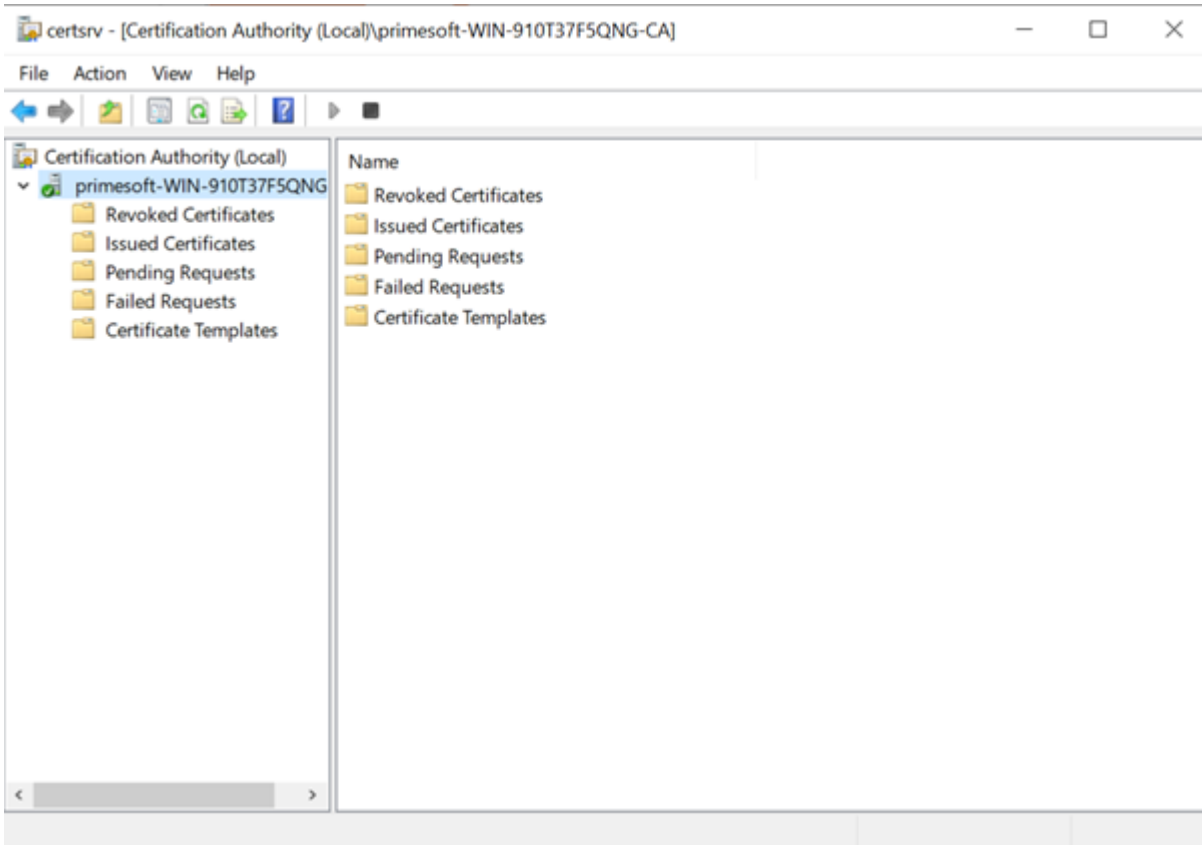 certsrv - [Certification Authority (Local)\primesoft-WIN-910T37F5QNG-CA]
File Action View Help
Certification Authority (Local)
primesoft-WIN-910T37F5QNG
Revoked Certificates
Issued Certificates
Pending Requests
Failed Requests
Certificate Templates
Name
Revoked Certificates
Issued Certificates
Pending Requests
Failed Requests
Certificate Templates